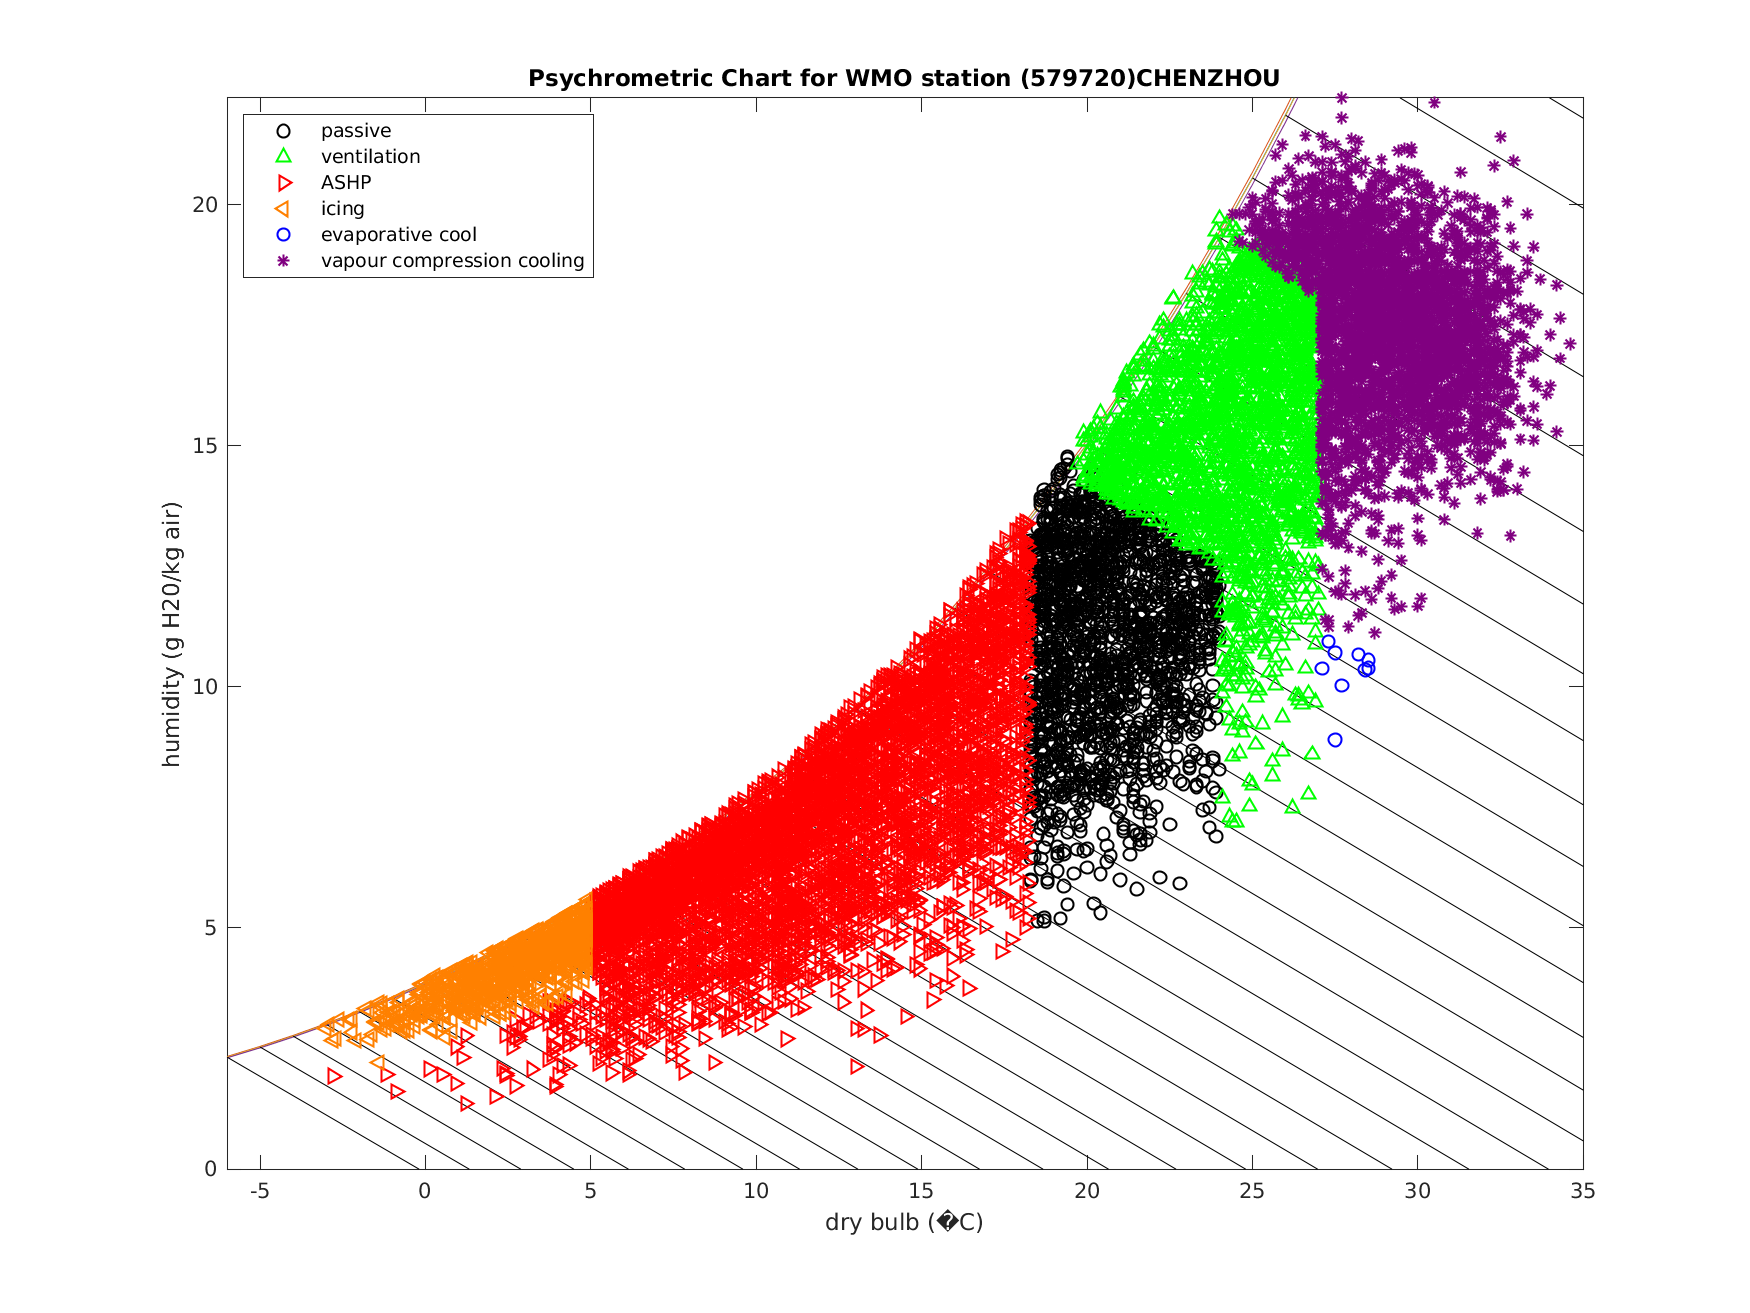 Psychrometric Chart for WMO station (579720)CHENZHOU
passive
ventilation
ASHP
icing
evaporative cool
vapour compression cooling
humidity (g H20/kg air)
20
15
10
5
0
-5 0 5 10 15 20 25 30 35
dry bulb (�C)